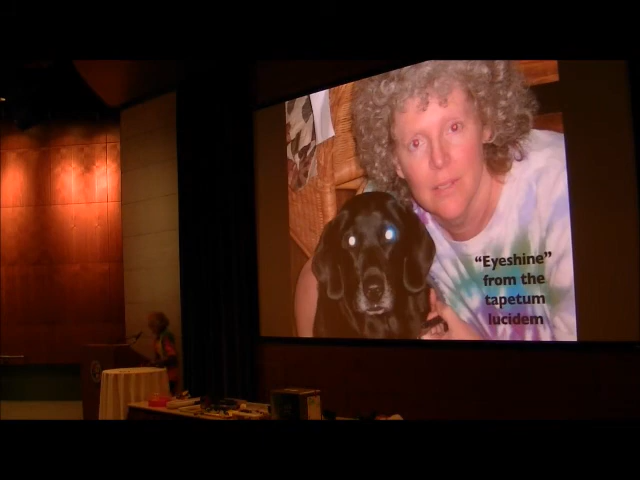 “Eyeshine”
from the
tapetum
lucidem